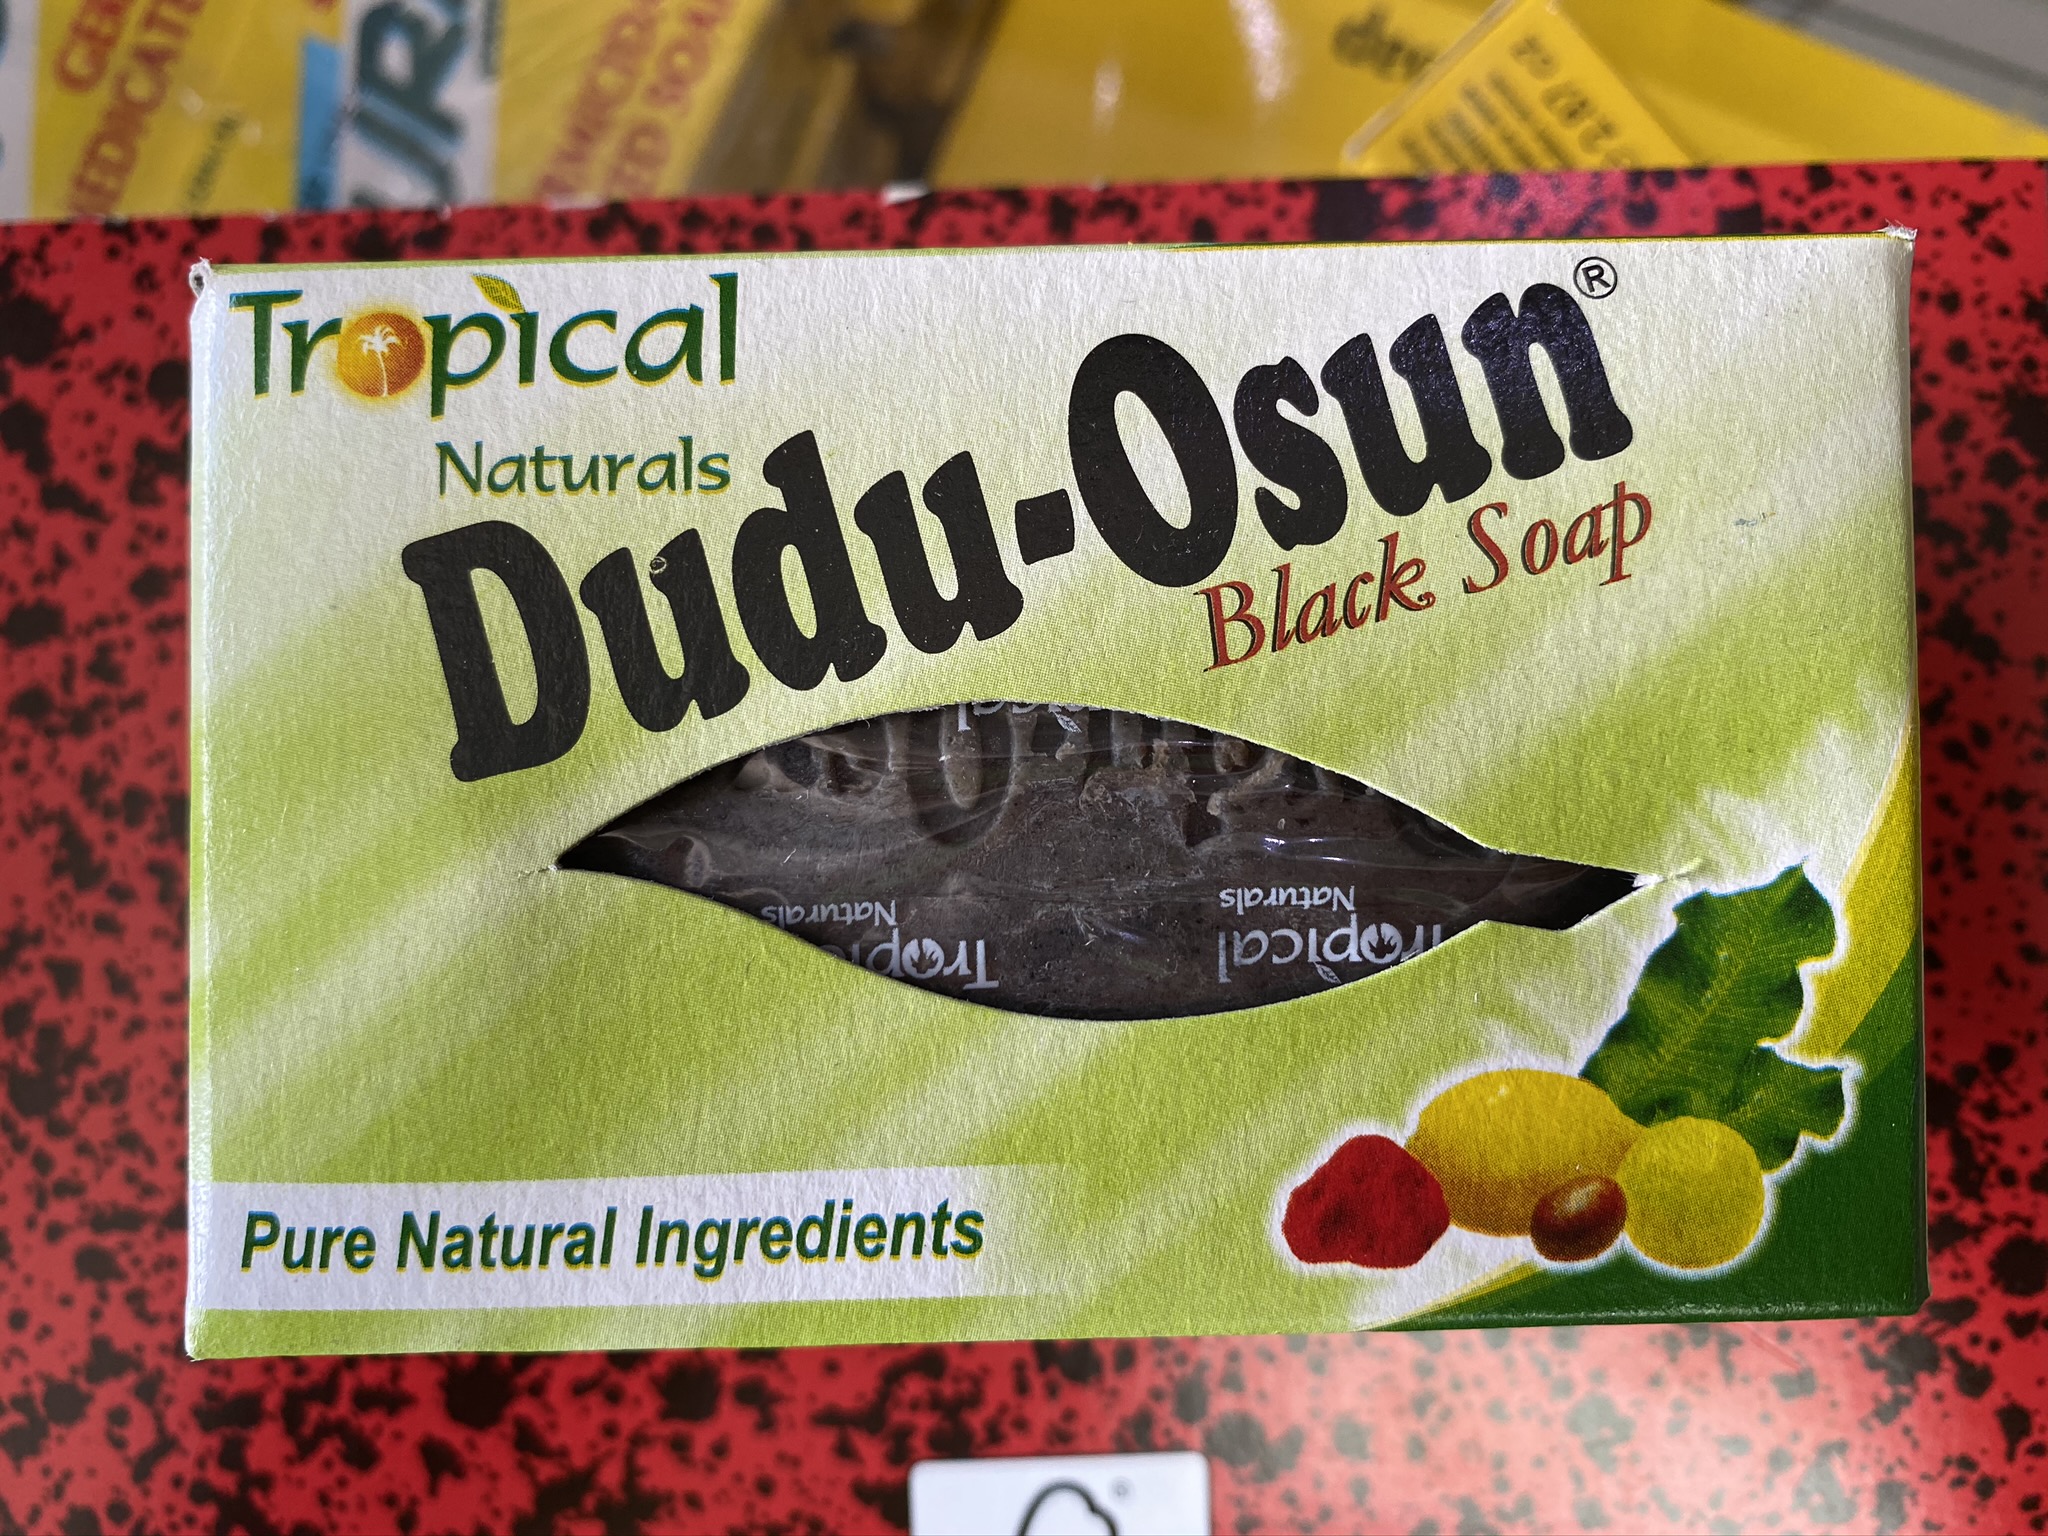 Tropical
Naturals
Dudu-Osun®
Black Soap
Tropical
Naturals
Naturals
Tropical
Pure Natural Ingredients